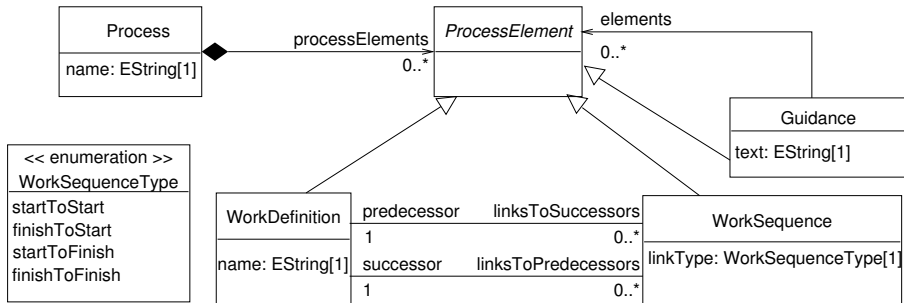 Process
name: EString[1]
processElements
0..*
ProcessElement
elements
0..*
Guidance
text: EString[1]
<< enumeration >>
WorkSequenceType
startToStart
finishToStart
startToFinish
finishToFinish
WorkDefinition
name: EString[1]
predecessor linksToSuccessors
1 0..*
successor linksToPredecessors
1 0..*
WorkSequence
linkType: WorkSequenceType[1]